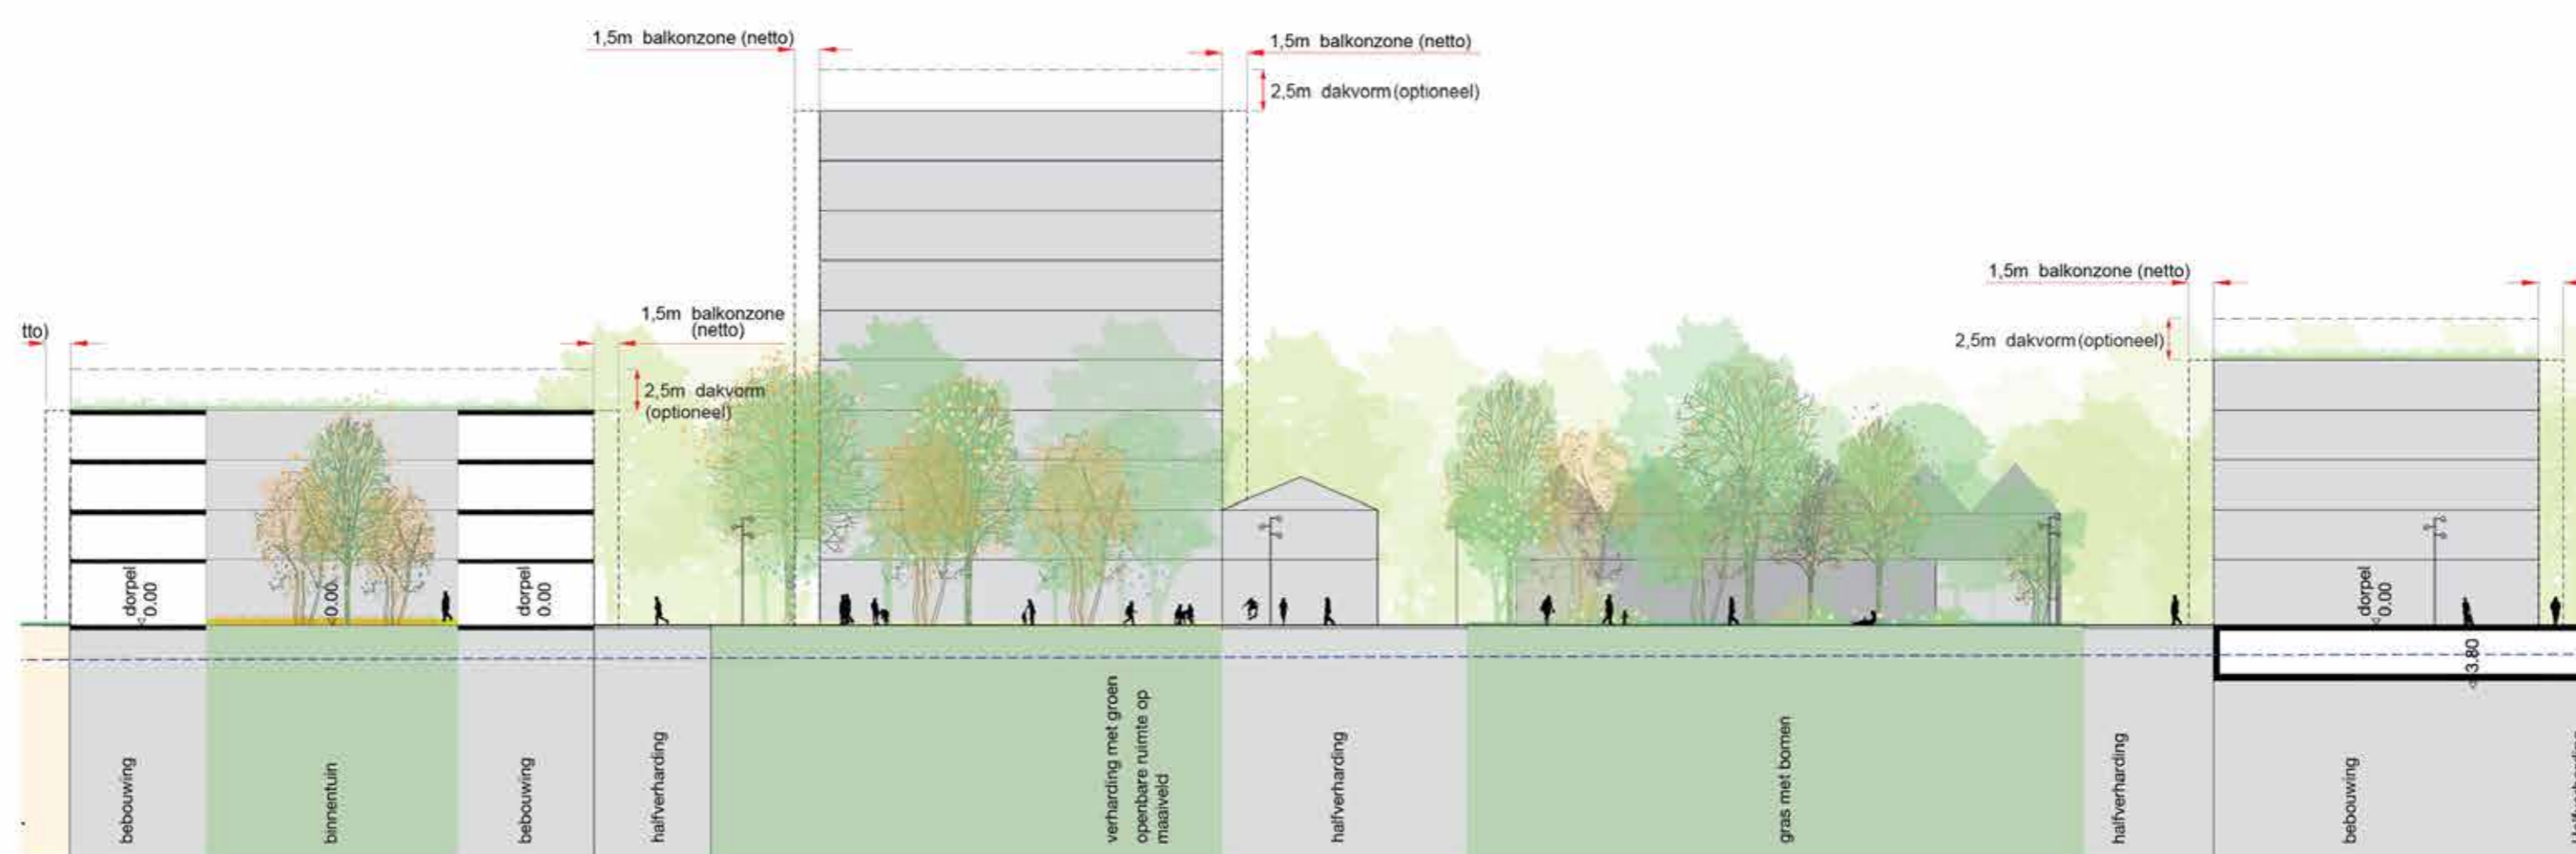 1,5m balkonzone (netto)
1,5m balkonzone (netto)
2,5m dakvorm (optioneel)
1,5m balkonzone (netto)
2,5m dakvorm (optioneel)
tto)
1,5m balkonzone
(netto)
2,5m dakvorm
(optioneel)
dorpel
0.00
0.00
dorpel
0.00
dorpel
0.00
3.80
bebouwing
binnentuin
bebouwing
halfverharding
verharding met groen
openbare ruimte op
maaiveld
halfverharding
gras met bomen
halfverharding
bebouwing